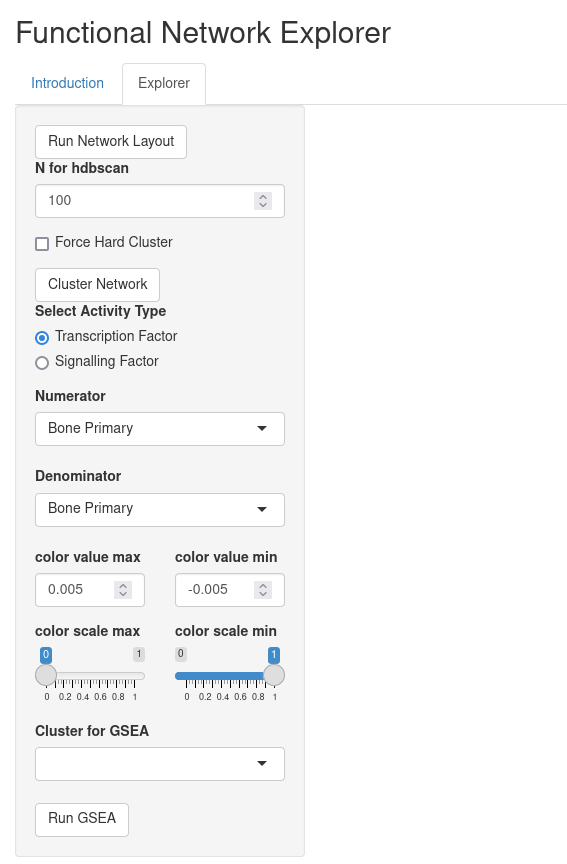 Functional Network Explorer
Introduction Explorer
Run Network Layout
N for hdbscan
100
Force Hard Cluster
Cluster Network
Select Activity Type
Transcription Factor
Signalling Factor
Numerator
Bone Primary
Denominator
Bone Primary
color value max color value min
0.005 -0.005
color scale max color scale min
0 1 0 1
0 0.2 0.4 0.6 0.8 1 0 0.2 0.4 0.6 0.8 1
Cluster for GSEA
Run GSEA